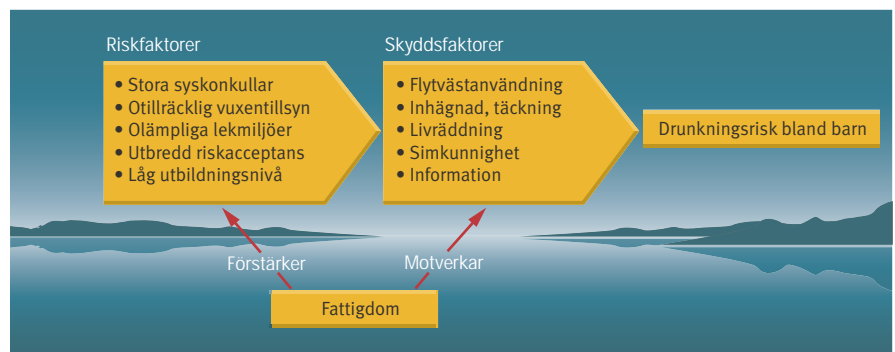 Riskfaktorer
• Stora syskonkullar
• Otillräcklig vuxentillsyn
• Olämpliga lekmiljöer
• Utbredd riskacceptans
• Låg utbildningsnivå
Skyddsfaktorer
• Flytvästanvändning
• Inhägnad, täckning
• Livräddning
• Simkunnighet
• Information
Drunkningsrisk bland barn
Förstärker
Motverkar
Fattigdom